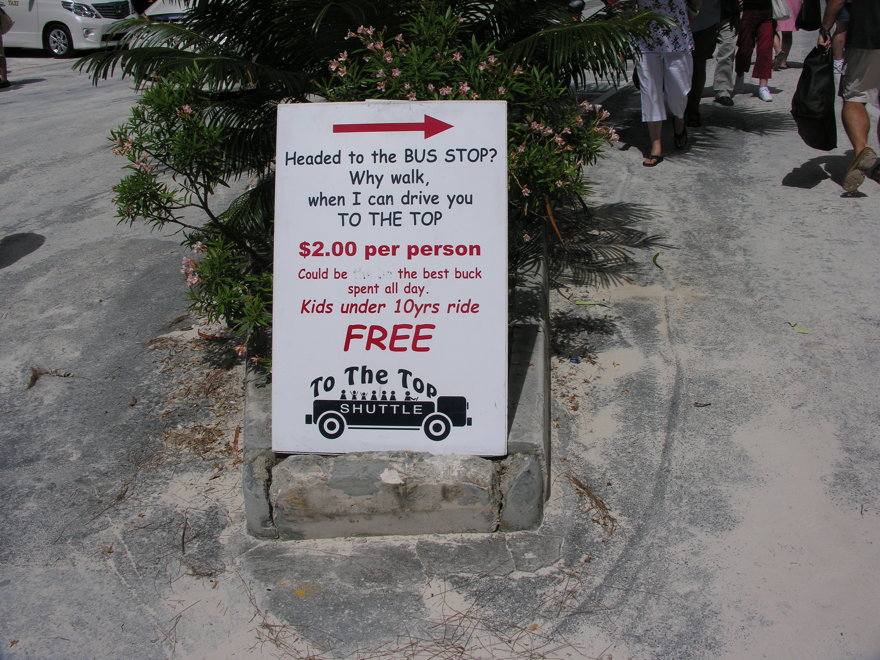 TAXI
Headed to the BUS STOP?
Why walk,
when I can drive you
TO THE TOP
$2.00 per person
Could be the best buck
spent all day.
Kids under 10yrs ride
FREE
To The Top
SHUTTLE